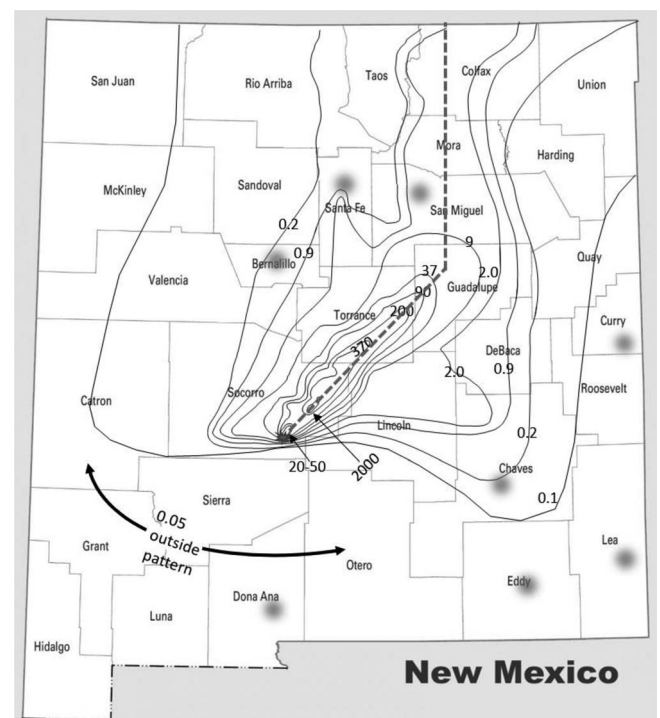 San Juan
Rio Arriba
Taos
Colfax
Union
Mora
Harding
McKinley
Sandoval
Santa Fe
San Miguel
0.2
0.9
9
Bernalillo
Quay
Valencia
37
2.0
90
Guadalupe
Torrance
200
Curry
370
DeBaca
2.0
0.9
Roosevelt
Catron
Socorro
Lincoln
0.2
20-50
2000
Chaves
0.1
Sierra
0.05
outside
pattern
Grant
Otero
Lea
Eddy
Dona Ana
Luna
Hidalgo
New Mexico